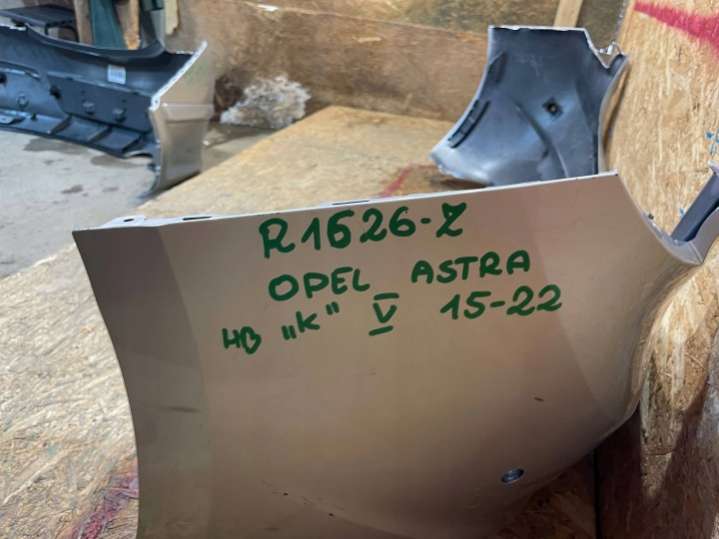 R1626-Z
OPEL ASTRA
HB „K" V 15-22